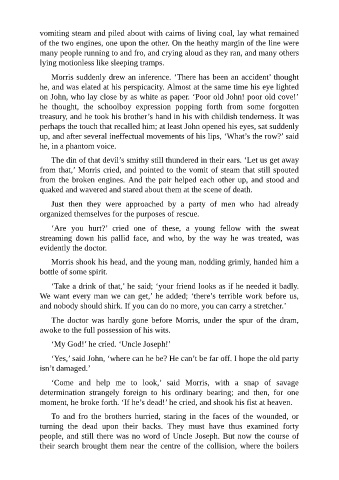 vomiting steam and piled about with cairns of living coal, lay what remained
of the two engines, one upon the other. On the heathy margin of the line were
many people running to and fro, and crying aloud as they ran, and many others
lying motionless like sleeping tramps.
Morris suddenly drew an inference. ‘There has been an accident’ thought
he, and was elated at his perspicacity. Almost at the same time his eye lighted
on John, who lay close by as white as paper. ‘Poor old John! poor old cove!’
he thought, the schoolboy expression popping forth from some forgotten
treasury, and he took his brother’s hand in his with childish tenderness. It was
perhaps the touch that recalled him; at least John opened his eyes, sat suddenly
up, and after several ineffectual movements of his lips, ‘What’s the row?’ said
he, in a phantom voice.
The din of that devil’s smithy still thundered in their ears. ‘Let us get away
from that,’ Morris cried, and pointed to the vomit of steam that still spouted
from the broken engines. And the pair helped each other up, and stood and
quaked and wavered and stared about them at the scene of death.
Just then they were approached by a party of men who had already
organized themselves for the purposes of rescue.
‘Are you hurt?’ cried one of these, a young fellow with the sweat
streaming down his pallid face, and who, by the way he was treated, was
evidently the doctor.
Morris shook his head, and the young man, nodding grimly, handed him a
bottle of some spirit.
‘Take a drink of that,’ he said; ‘your friend looks as if he needed it badly.
We want every man we can get,’ he added; ‘there’s terrible work before us,
and nobody should shirk. If you can do no more, you can carry a stretcher.’
The doctor was hardly gone before Morris, under the spur of the dram,
awoke to the full possession of his wits.
‘My God!’ he cried. ‘Uncle Joseph!’
‘Yes,’ said John, ‘where can he be? He can’t be far off. I hope the old party
isn’t damaged.’
‘Come and help me to look,’ said Morris, with a snap of savage
determination strangely foreign to his ordinary bearing; and then, for one
moment, he broke forth. ‘If he’s dead!’ he cried, and shook his fist at heaven.
To and fro the brothers hurried, staring in the faces of the wounded, or
turning the dead upon their backs. They must have thus examined forty
people, and still there was no word of Uncle Joseph. But now the course of
their search brought them near the centre of the collision, where the boilers